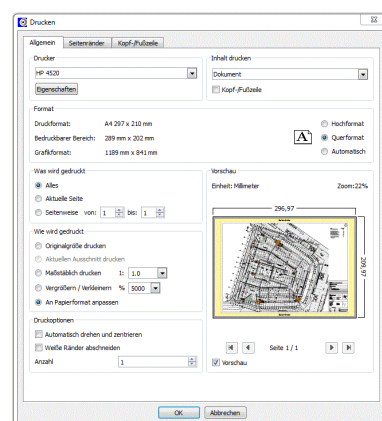 Drucken
Allgemein Seitenränder Kopf-/Fußzeile
Drucker
HP 4520
Eigenschaften
Inhalt drucken
Dokument
Kopf-/Fußzeile
Format
Druckformat: A4 297 x 210 mm
Bedruckbarer Bereich: 289 mm x 202 mm
Grafikformat: 1189 mm x 841 mm
A
Hochformat
Querformat
Automatisch
Was wird gedruckt
Alles
Aktuelle Seite
Seitenweise von: 1 bis: 1
Wie wird gedruckt
Originalgröße drucken
Aktuellen Ausschnitt drucken
Maßstäblich drucken 1: 1.0
Vergrößern / Verkleinern % 5000
An Papierformat anpassen
Druckoptionen
Automatisch drehen und zentrieren
Weiße Ränder abschneiden
Anzahl 1
Vorschau
Einheit: Millimeter Zoom:22%
296,97
209,97
Seite 1 / 1
Vorschau
OK Abbrechen